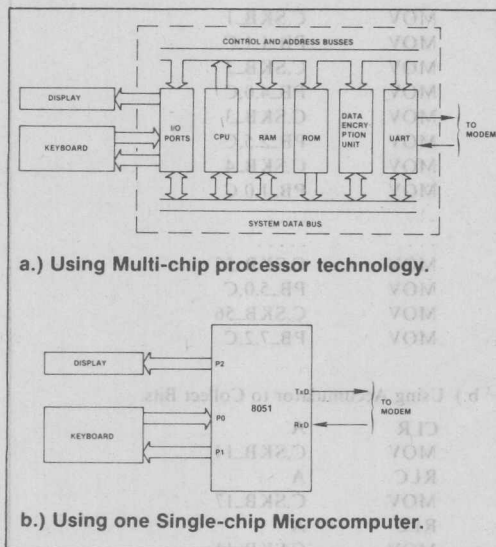 CONTROL AND ADDRESS BUSSES
DISPLAY
KEYBOARD
I/O
PORTS
CPU
RAM
ROM
DATA
ENCRY
PTION
UNIT
UART
TO
MODEM
SYSTEM DATA BUS
a.) Using Multi-chip processor technology.
DISPLAY
KEYBOARD
P2
P0
P1
8051
TxD
RxD
TO
MODEM
b.) Using one Single-chip Microcomputer.